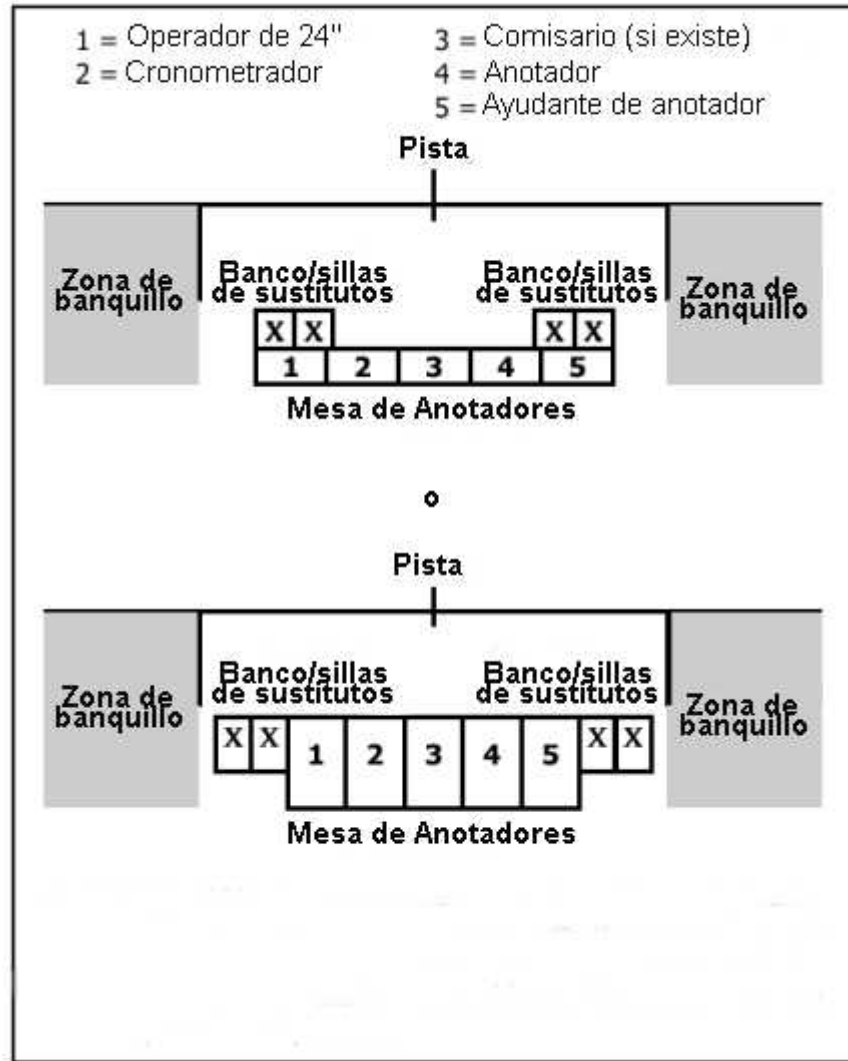 1 = Operador de 24"
3 = Comisario (si existe)
2 = Cronometrador
4 = Anotador
5 = Ayudante de anotador
Pista
Zona de
banquillo
Banco/sillas
de sustitutos
Banco/sillas
de sustitutos
Zona de
banquillo
X X X X
1 2 3 4 5
Mesa de Anotadores
o
Pista
Zona de
banquillo
Banco/sillas
de sustitutos
Banco/sillas
de sustitutos
Zona de
banquillo
X X 1 2 3 4 5 X X
Mesa de Anotadores